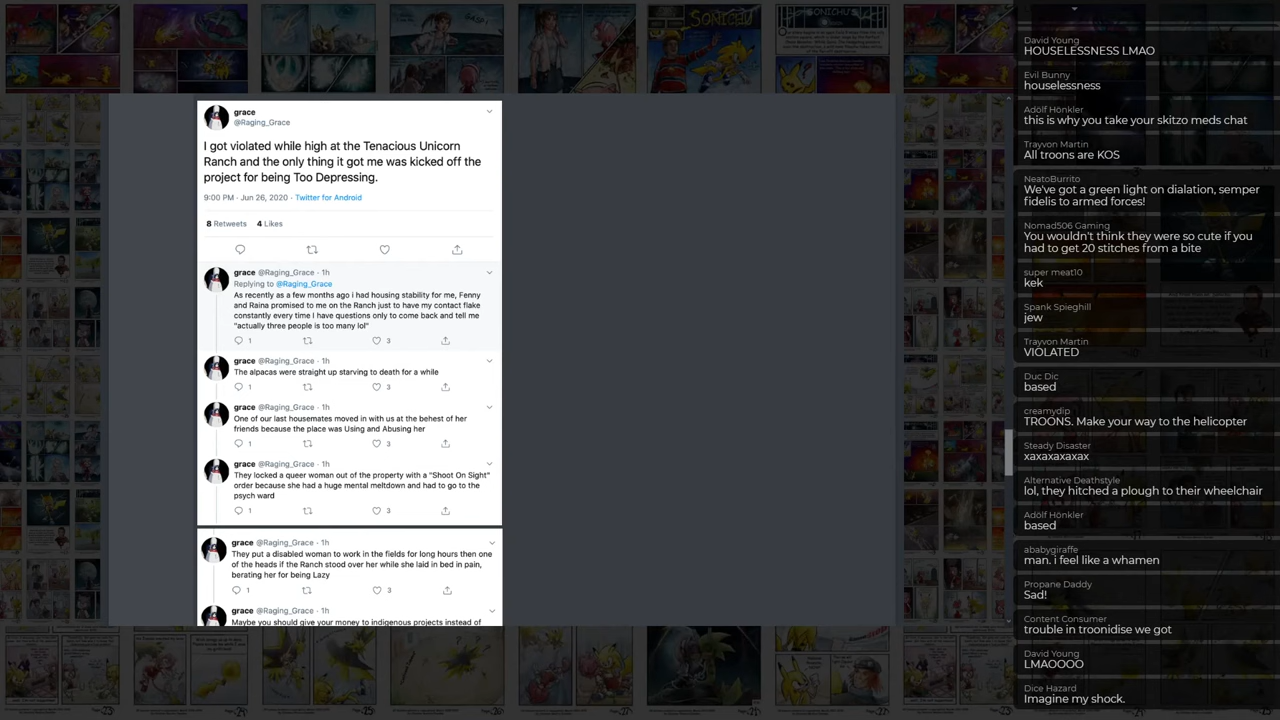 SONICHU
SONICHU'S
grace
@Raging_Grace
I got violated while high at the Tenacious Unicorn
Ranch and the only thing it got me was kicked off the
project for being Too Depressing.
9:00 PM · Jun 26, 2020 · Twitter for Android
8 Retweets 4 Likes
grace @Raging_Grace · 1h
Replying to @Raging_Grace
As recently as a few months ago i had housing stability for me, Fenny
and Raina promised to me on the Ranch just to have my contact flake
constantly every time I have questions only to come back and tell me
"actually three people is too many lol"
1 3
grace @Raging_Grace · 1h
The alpacas were straight up starving to death for a while
1 3
grace @Raging_Grace · 1h
One of our last housemates moved in with us at the behest of her
friends because the place was Using and Abusing her
1 3
grace @Raging_Grace · 1h
They locked a queer woman out of the property with a "Shoot On Sight"
order because she had a huge mental meltdown and had to go to the
psych ward
1 3
grace @Raging_Grace · 1h
They put a disabled woman to work in the fields for long hours then one
of the heads if the Ranch stood over her while she laid in bed in pain,
berating her for being Lazy
1 3
grace @Raging_Grace · 1h
Maybe you should give your money to indigenous projects instead of
David Young
HOUSELESSNESS LMAO
Evil Bunny
houselessness
Adölf Hönkler
this is why you take your skitzo meds chat
Trayvon Martin
All troons are KOS
NeatoBurrito
We've got a green light on dialation, semper
fidelis to armed forces!
Nomad506 Gaming
You wouldn't think they were so cute if you
had to get 20 stitches from a bite
super meat10
kek
Spank Spieghill
jew
Trayvon Martin
VIOLATED
Duc Dic
based
creamydip
TROONS. Make your way to the helicopter
Steady Disaster
xaxaxaxaxax
Alternative Deathstyle
lol, they hitched a plough to their wheelchair
Adölf Hönkler
based
ababygiraffe
man. i feel like a whamen
Propane Daddy
Sad!
Content Consumer
trouble in troonidise we got
David Young
LMAOOOO
Dice Hazard
Imagine my shock.